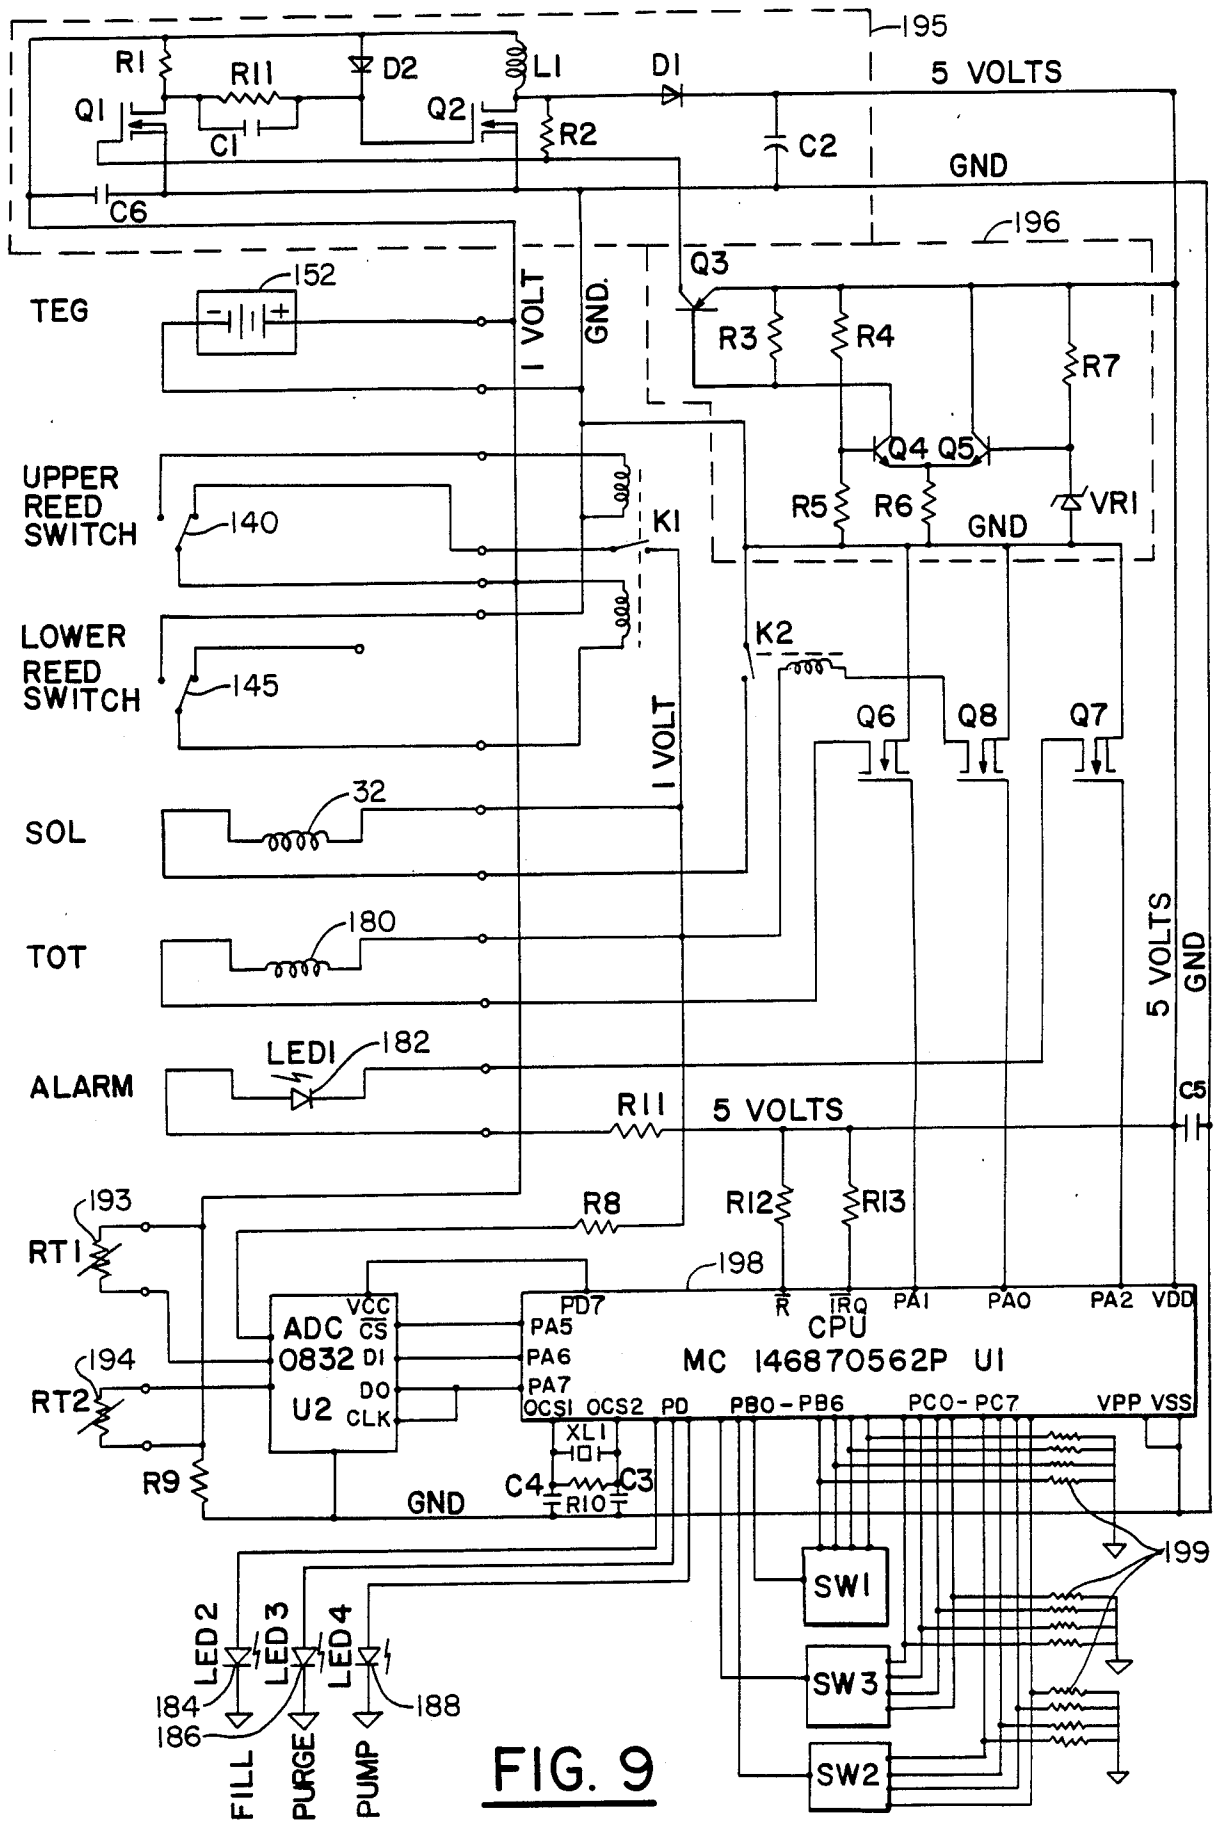 195
R1
R11
D2
L1
D1
5 VOLTS
Q1
Q2
C1
R2
C2
GND
C6
196
Q3
152
TEG
- +
1 VOLT
GND.
R3
R4
R7
Q4
Q5
UPPER
REED
SWITCH
140
K1
R5
R6
VR1
GND
LOWER
REED
SWITCH
145
K2
1 VOLT
Q6
Q8
Q7
SOL
32
TOT
180
5 VOLTS
GND
LED1
182
ALARM
R11
5 VOLTS
C5
193
RT1
R8
R12
R13
198
VCC
PD7
R
IRQ
PA1
PA0
PA2
VDD
ADC
CS
PA5
CPU
0832
DI
PA6
MC 146870562P U1
194
RT2
U2
DO
CLK
PA7
OCS1
OCS2
PD
PB0-PB6
PC0-PC7
VPP
VSS
XL1
R9
C4
C3
R10
GND
199
SW1
LED2
LED3
LED4
184
186
188
SW3
SW2
FILL
PURGE
PUMP
FIG. 9